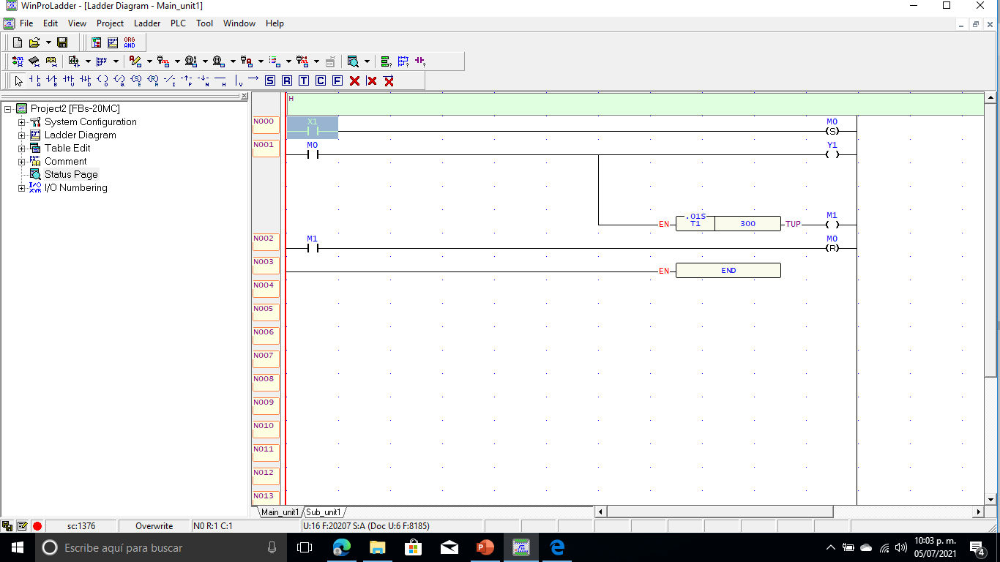 WinProLadder - [Ladder Diagram - Main_unit1]
File Edit View Project Ladder PLC Tool Window Help
ORG
AND
A B U D O Q S R I P N H V S R T C F
Project2 [FBs-20MC]
System Configuration
Ladder Diagram
Table Edit
Comment
Status Page
I/O Numbering
H
N000 X1 M0
(S)
N001 M0 Y1
( )
.01S M1
EN T1 300 TUP ( )
N002 M1 M0
(R)
N003
EN END
N004
N005
N006
N007
N008
N009
N010
N011
N012
N013
Main_unit1 Sub_unit1
sc:1376 Overwrite N0 R:1 C:1 U:16 F:20207 S:A (Doc U:6 F:8185)
Escribe aquí para buscar
10:03 p. m.
05/07/2021
4